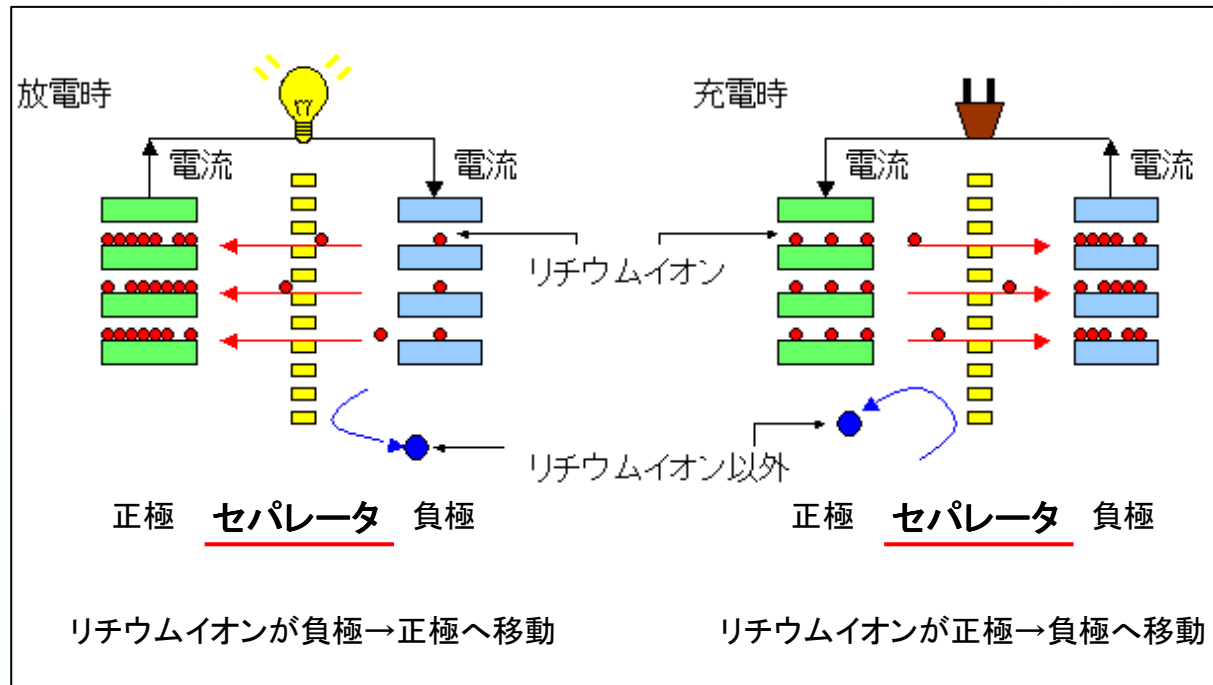 放電時
電流
電流
充電時
電流
電流
リチウムイオン
リチウムイオン以外
正極
セパレータ
負極
正極
セパレータ
負極
リチウムイオンが負極→正極へ移動
リチウムイオンが正極→負極へ移動